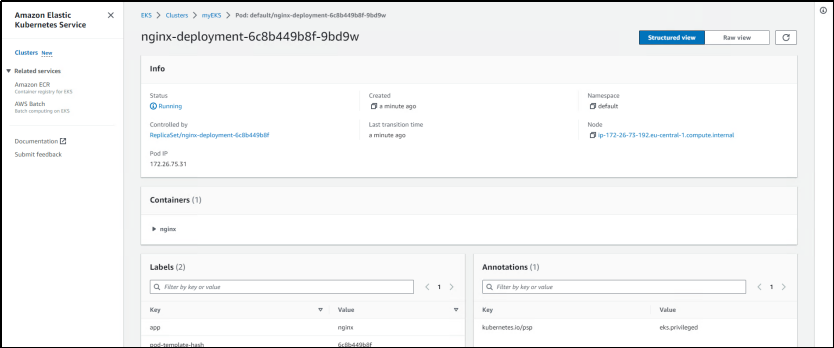 Amazon Elastic
Kubernetes Service
Clusters New
Related services
Amazon ECR
Container registry for EKS
AWS Batch
Batch computing on EKS
Documentation
Submit feedback
EKS > Clusters > myEKS > Pod: default/nginx-deployment-6c8b449b8f-9bd9w
nginx-deployment-6c8b449b8f-9bd9w
Structured view Raw view
Info
Status Created Namespace
Running a minute ago default
Controlled by Last transition time Node
ReplicaSet/nginx-deployment-6c8b449b8f a minute ago ip-172-26-73-192.eu-central-1.compute.internal
Pod IP
172.26.75.31
Containers (1)
nginx
Labels (2)
Filter by key or value
< 1 >
Key Value
app nginx
pod-template-hash 6c8b449b8f
Annotations (1)
Filter by key or value
< 1 >
Key Value
kubernetes.io/psp eks.privileged